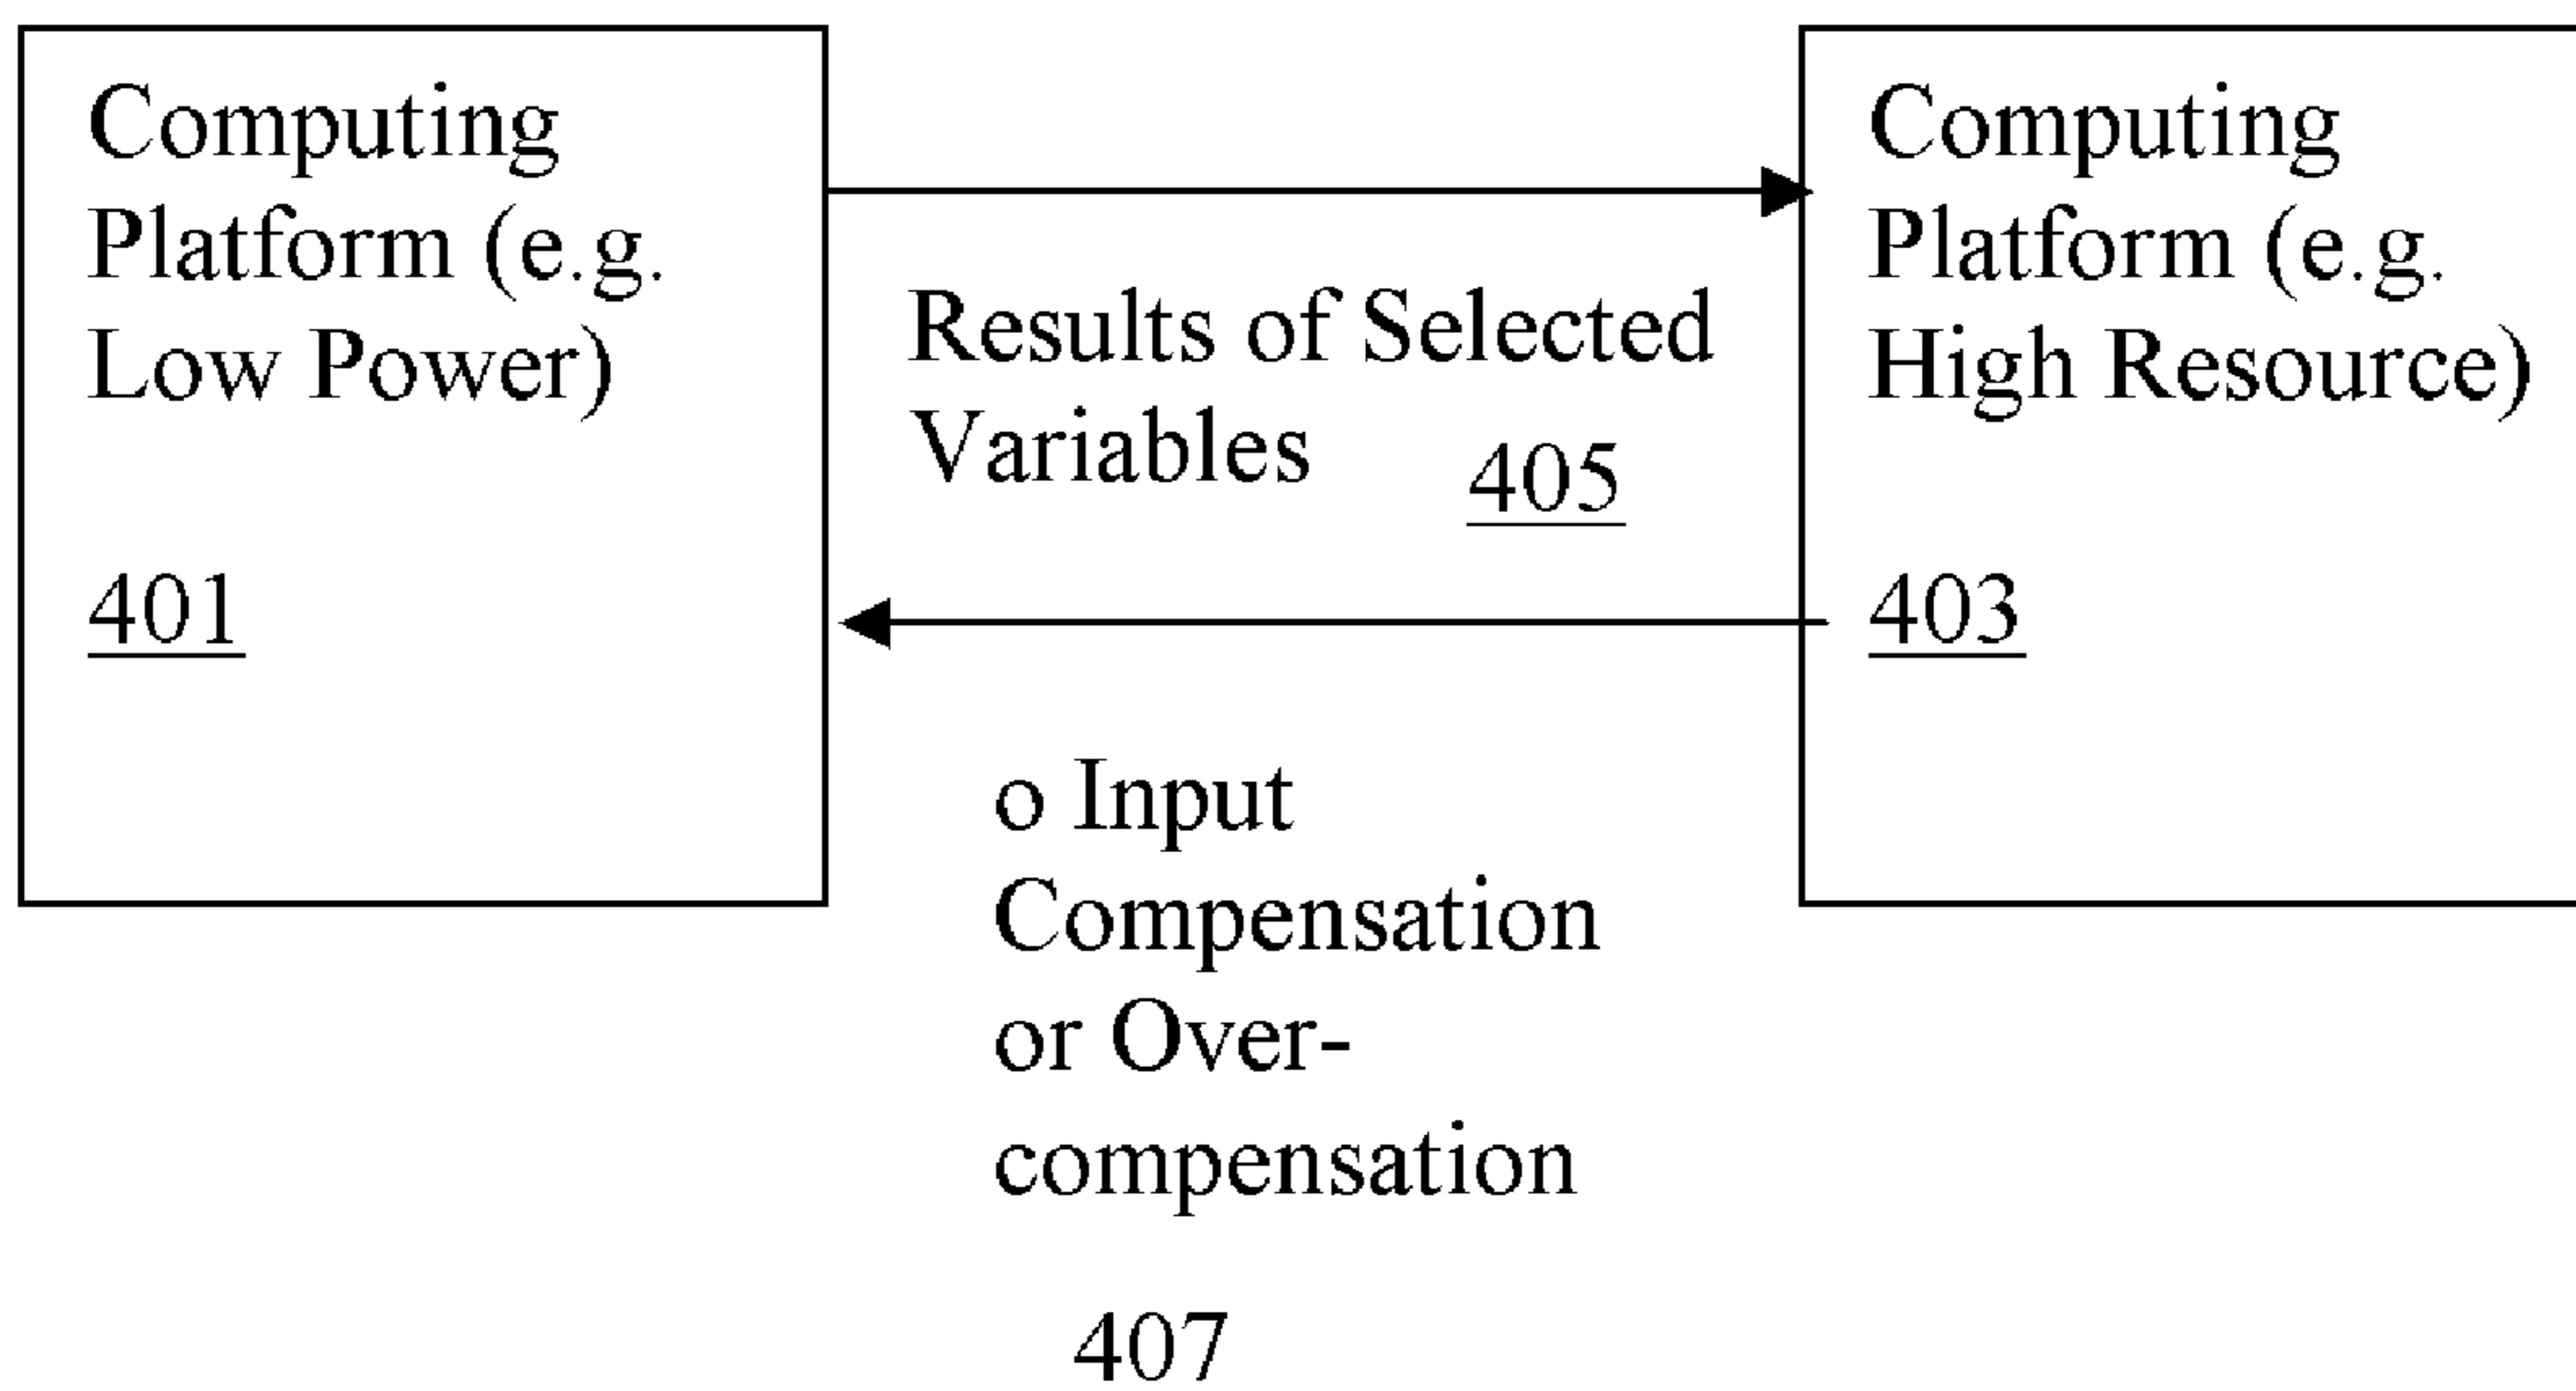 Computing
Platform (e.g.
Low Power)
401
Results of Selected
Variables
405
o Input
Compensation
or Over-
compensation
407
Computing
Platform (e.g.
High Resource)
403